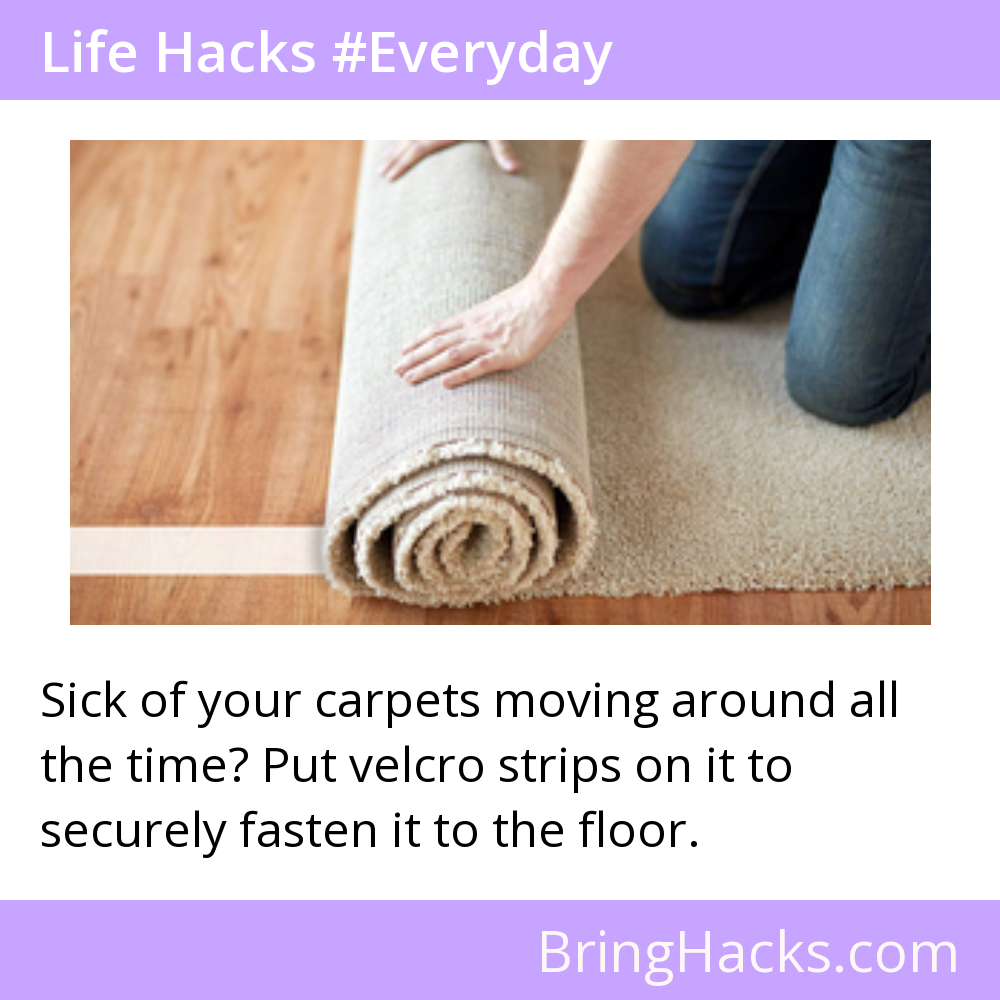 Life Hacks #Everyday
Sick of your carpets moving around all
the time? Put velcro strips on it to
securely fasten it to the floor.
BringHacks.com